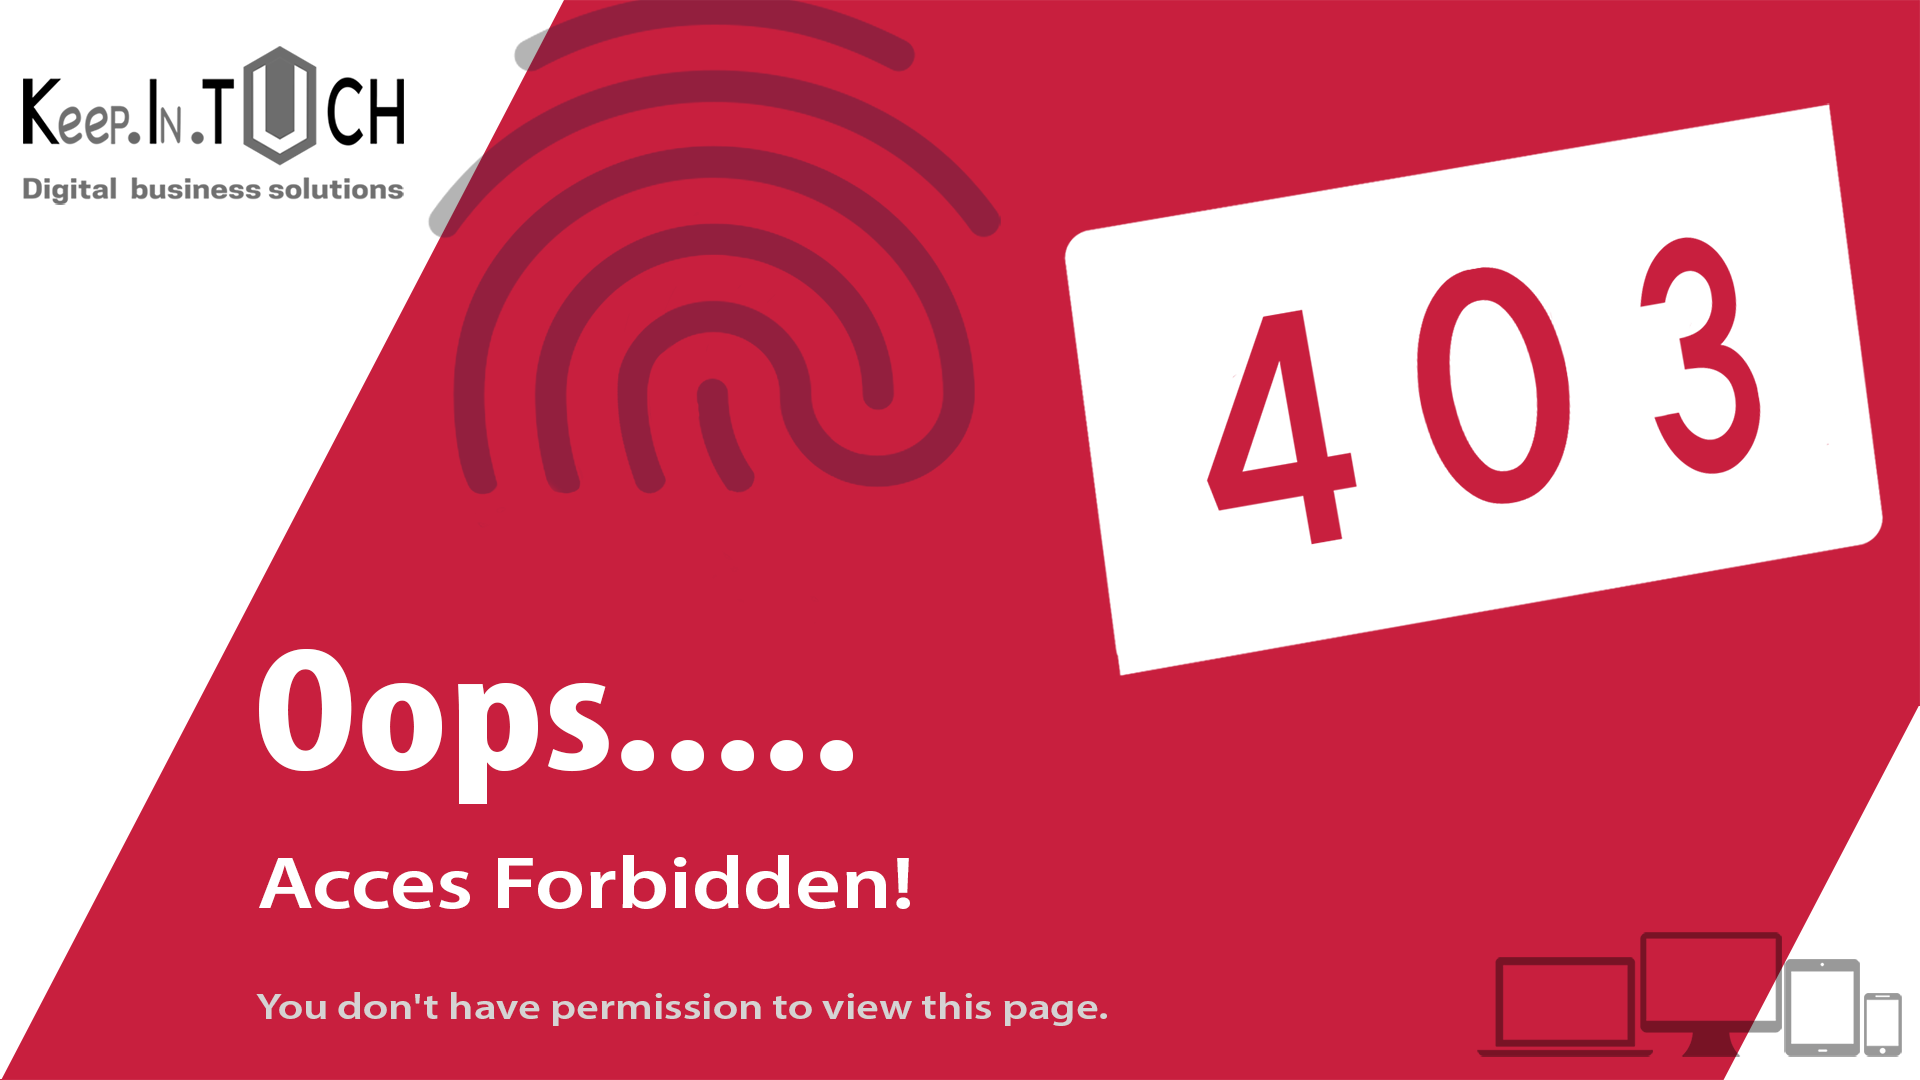 Keep.In.TUCH
Digital business solutions
403
Oops.....
Acces Forbidden!
You don't have permission to view this page.